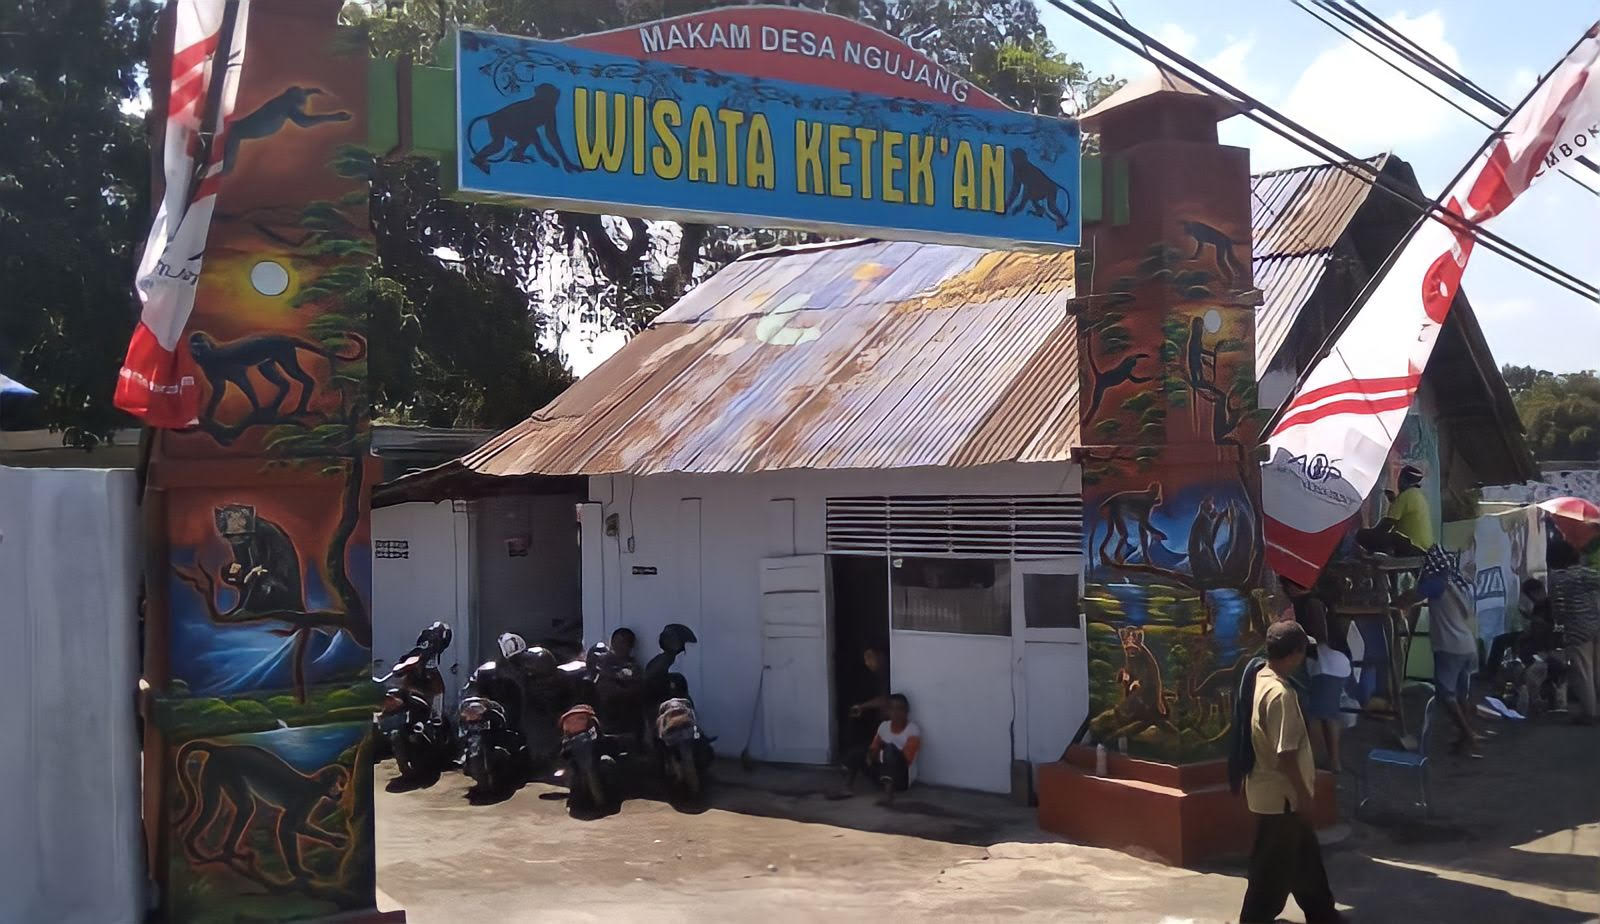 MAKAM DESA NGUJANG
WISATA KETEK'AN